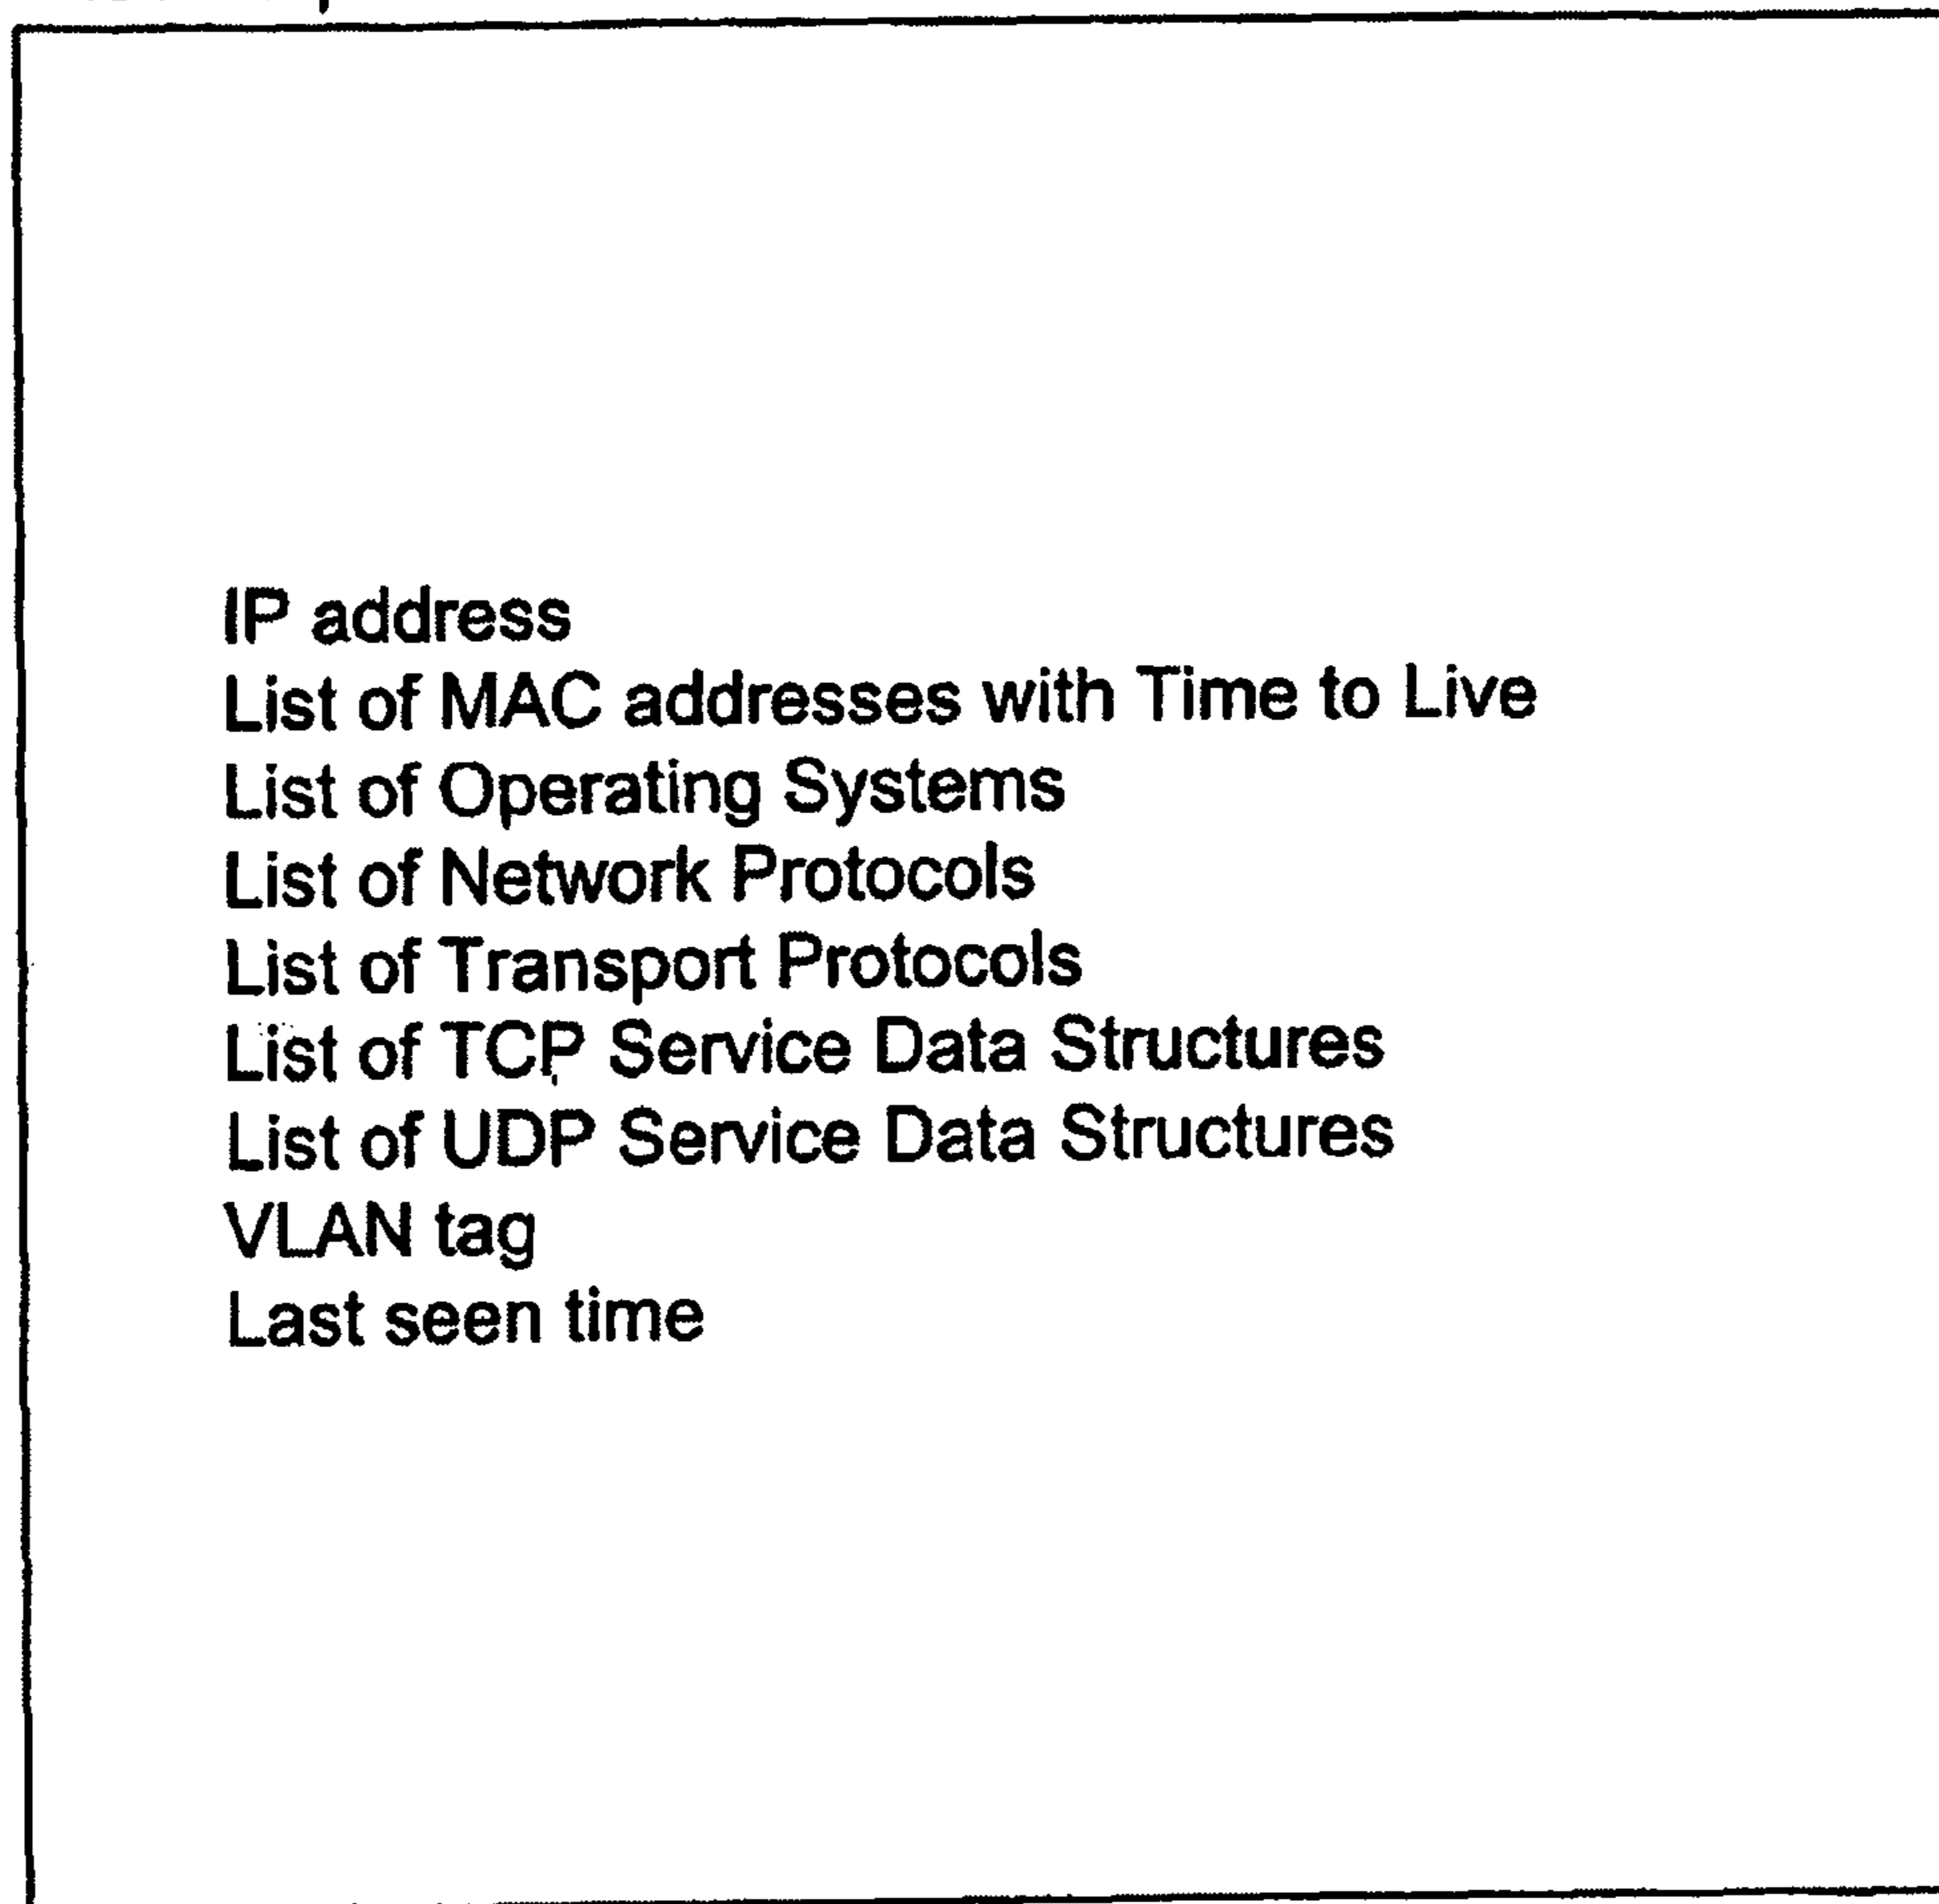 IP address
List of MAC addresses with Time to Live
List of Operating Systems
List of Network Protocols
List of Transport Protocols
List of TCP Service Data Structures
List of UDP Service Data Structures
VLAN tag
Last seen time